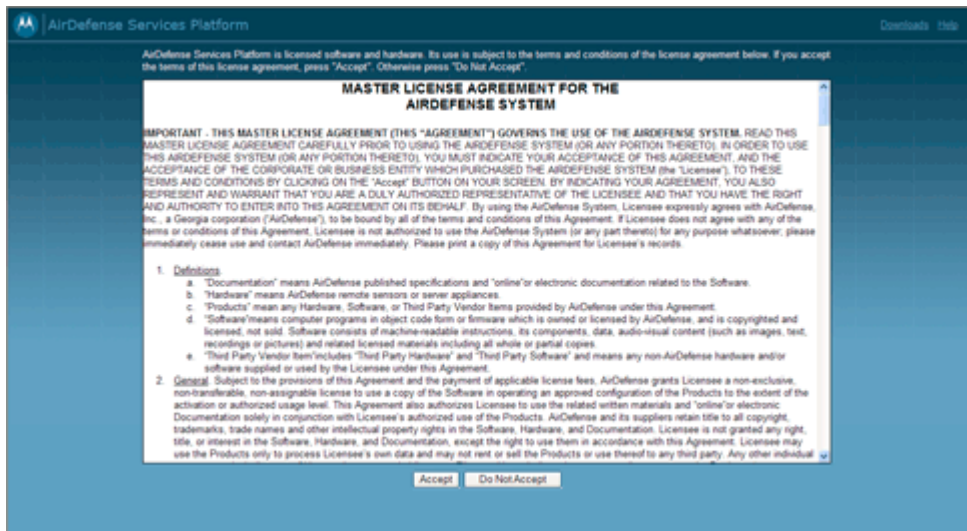 AirDefense Services Platform
Downloads Help
AirDefense Services Platform is licensed software and hardware. Its use is subject to the terms and conditions of the license agreement below. If you accept
the terms of this license agreement, press "Accept". Otherwise press "Do Not Accept".
MASTER LICENSE AGREEMENT FOR THE
AIRDEFENSE SYSTEM
IMPORTANT - THIS MASTER LICENSE AGREEMENT (THIS "AGREEMENT") GOVERNS THE USE OF THE AIRDEFENSE SYSTEM. READ THIS
MASTER LICENSE AGREEMENT CAREFULLY PRIOR TO USING THE AIRDEFENSE SYSTEM (OR ANY PORTION THERETO). IN ORDER TO USE
THIS AIRDEFENSE SYSTEM (OR ANY PORTION THERETO), YOU MUST INDICATE YOUR ACCEPTANCE OF THIS AGREEMENT, AND THE
ACCEPTANCE OF THE CORPORATE OR BUSINESS ENTITY WHICH PURCHASED THE AIRDEFENSE SYSTEM (the "Licensee"), TO THESE
TERMS AND CONDITIONS BY CLICKING ON THE "Accept" BUTTON ON YOUR SCREEN. BY INDICATING YOUR AGREEMENT, YOU ALSO
REPRESENT AND WARRANT THAT YOU ARE A DULY AUTHORIZED REPRESENTATIVE OF THE LICENSEE AND THAT YOU HAVE THE RIGHT
AND AUTHORITY TO ENTER INTO THIS AGREEMENT ON ITS BEHALF. By using the AirDefense System, Licensee expressly agrees with AirDefense,
Inc., a Georgia corporation ("AirDefense"), to be bound by all of the terms and conditions of this Agreement. If Licensee does not agree with any of the
terms or conditions of this Agreement, Licensee is not authorized to use the AirDefense System (or any part thereto) for any purpose whatsoever; please
immediately cease use and contact AirDefense immediately. Please print a copy of this Agreement for Licensee's records.
1. Definitions.
a. "Documentation" means AirDefense published specifications and "online"or electronic documentation related to the Software.
b. "Hardware" means AirDefense remote sensors or server appliances.
c. "Products" mean any Hardware, Software, or Third Party Vendor Items provided by AirDefense under this Agreement.
d. "Software"means computer programs in object code form or firmware which is owned or licensed by AirDefense, and is copyrighted and
licensed, not sold. Software consists of machine-readable instructions, its components, data, audio-visual content (such as images, text,
recordings or pictures) and related licensed materials including all whole or partial copies.
e. "Third Party Vendor Item"includes "Third Party Hardware" and "Third Party Software" and means any non-AirDefense hardware and/or
software supplied or used by the Licensee under this Agreement.
2. General. Subject to the provisions of this Agreement and the payment of applicable license fees, AirDefense grants Licensee a non-exclusive,
non-transferable, non-assignable license to use a copy of the Software in operating an approved configuration of the Products to the extent of the
activation or authorized usage level. This Agreement also authorizes Licensee to use the related written materials and "online"or electronic
Documentation solely in conjunction with Licensee's authorized use of the Products. AirDefense and its suppliers retain title to all copyright,
trademarks, trade names and other intellectual property rights in the Software, Hardware, and Documentation. Licensee is not granted any right,
title, or interest in the Software, Hardware, and Documentation, except the right to use them in accordance with this Agreement. Licensee may
use the Products only to process Licensee's own data and may not rent or sell the Products or use thereof to any third party. Any other individual
Accept Do Not Accept